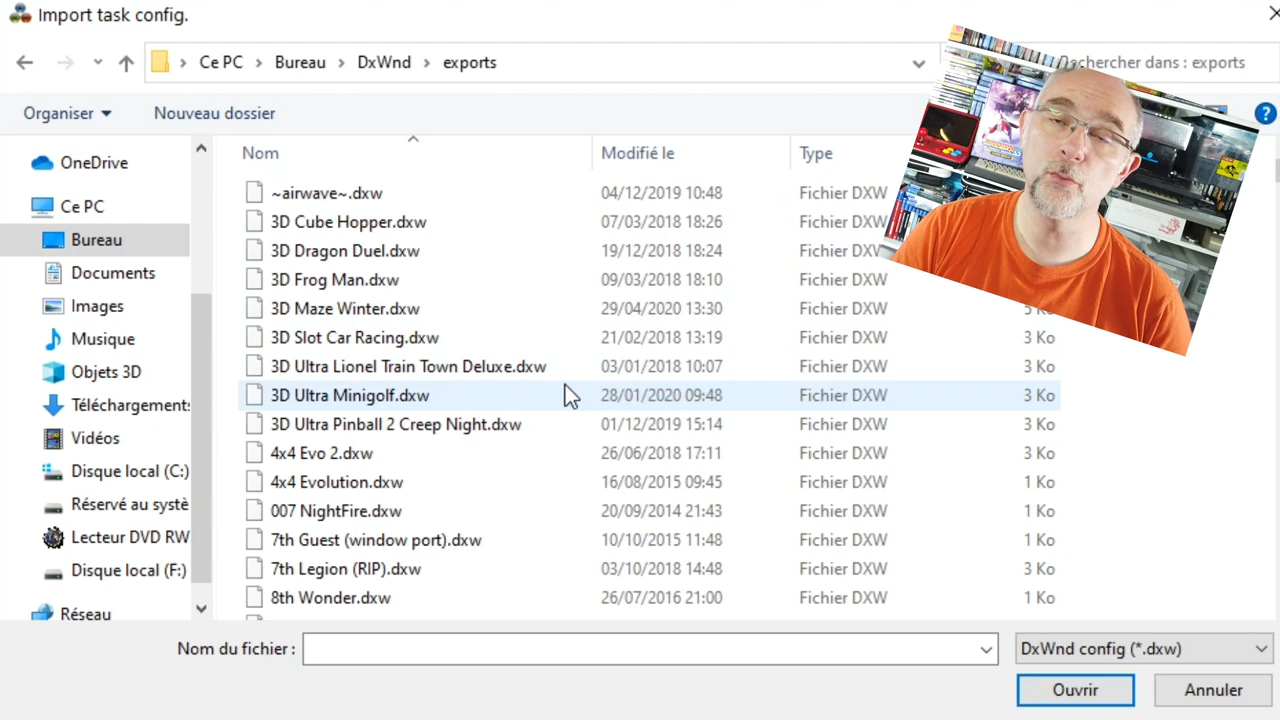 Import task config.
Ce PC > Bureau > DxWnd > exports
echercher dans : exports
Organiser
Nouveau dossier
Nom
Modifié le
Type
OneDrive
Ce PC
Bureau
Documents
Images
Musique
Objets 3D
Téléchargements
Vidéos
Disque local (C:)
Réservé au systè
Lecteur DVD RW
Disque local (F:)
Réseau
~airwave~.dxw 04/12/2019 10:48 Fichier DXW
3D Cube Hopper.dxw 07/03/2018 18:26 Fichier DXW
3D Dragon Duel.dxw 19/12/2018 18:24 Fichier DXW
3D Frog Man.dxw 09/03/2018 18:10 Fichier DXW
3D Maze Winter.dxw 29/04/2020 13:30 Fichier DXW 5 Ko
3D Slot Car Racing.dxw 21/02/2018 13:19 Fichier DXW 3 Ko
3D Ultra Lionel Train Town Deluxe.dxw 03/01/2018 10:07 Fichier DXW 3 Ko
3D Ultra Minigolf.dxw 28/01/2020 09:48 Fichier DXW 3 Ko
3D Ultra Pinball 2 Creep Night.dxw 01/12/2019 15:14 Fichier DXW 3 Ko
4x4 Evo 2.dxw 26/06/2018 17:11 Fichier DXW 3 Ko
4x4 Evolution.dxw 16/08/2015 09:45 Fichier DXW 1 Ko
007 NightFire.dxw 20/09/2014 21:43 Fichier DXW 1 Ko
7th Guest (window port).dxw 10/10/2015 11:48 Fichier DXW 1 Ko
7th Legion (RIP).dxw 03/10/2018 14:48 Fichier DXW 3 Ko
8th Wonder.dxw 26/07/2016 21:00 Fichier DXW 1 Ko
Nom du fichier :
DxWnd config (*.dxw)
Ouvrir
Annuler